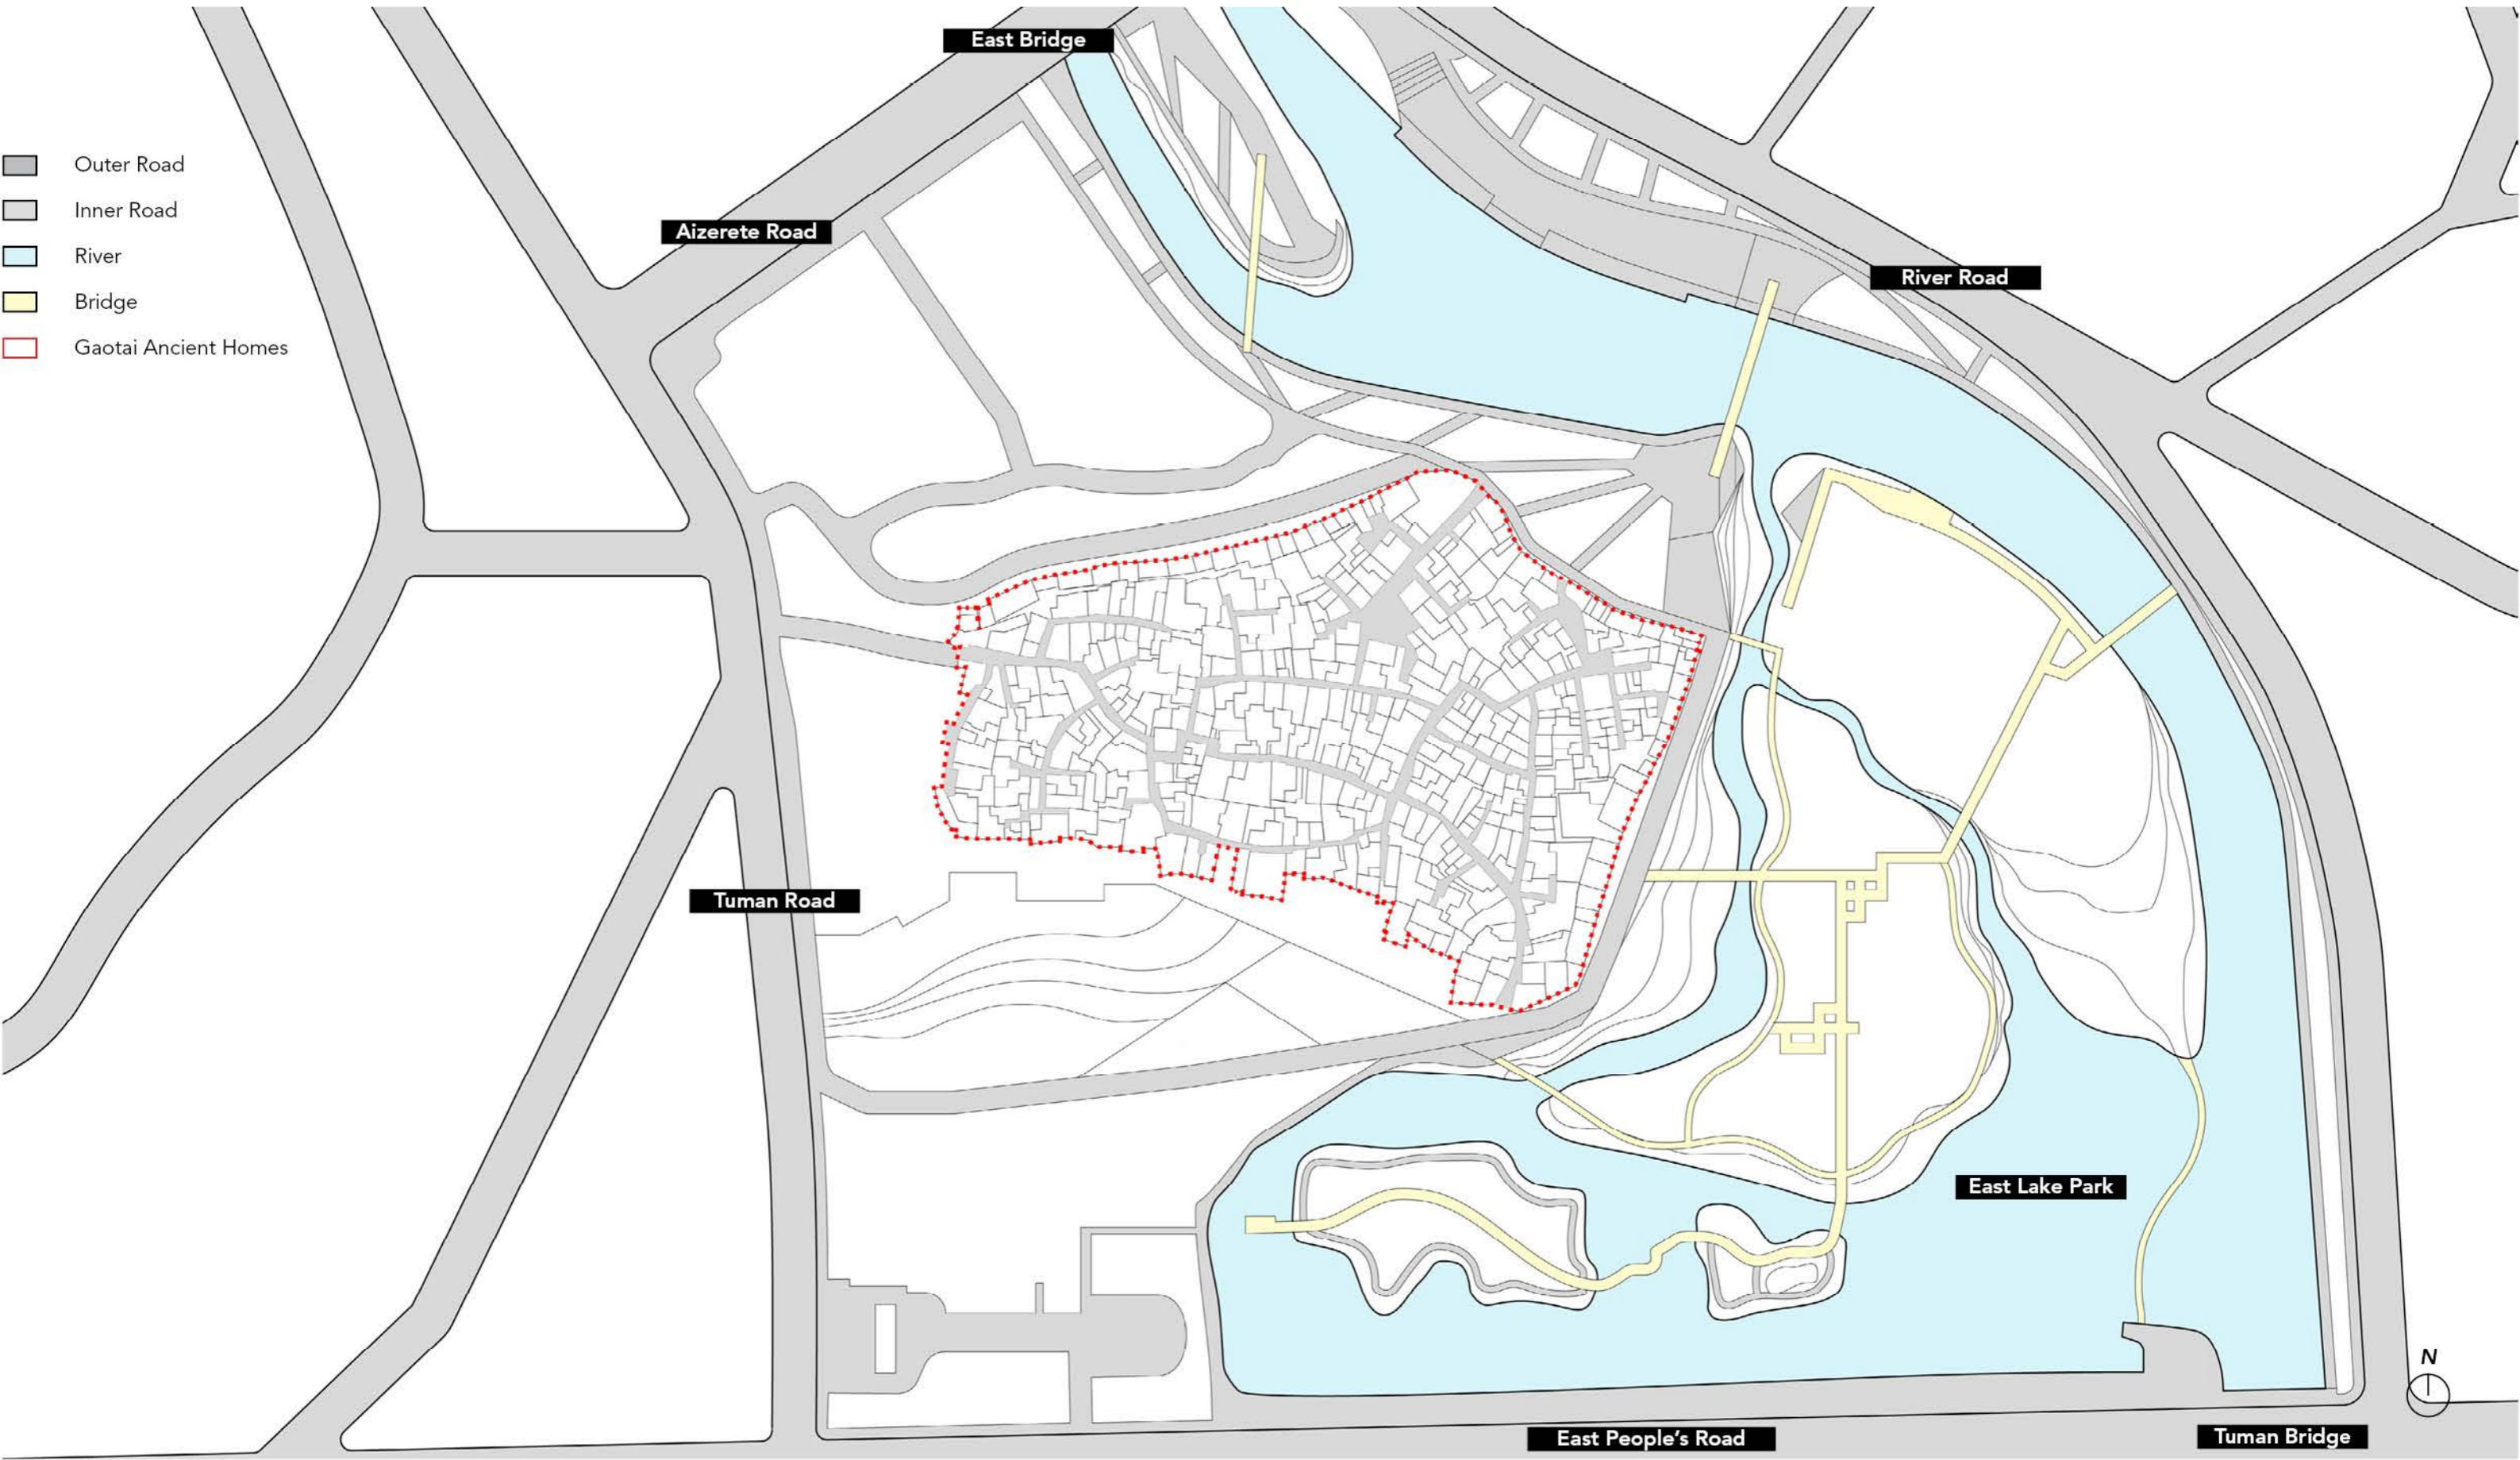 East Bridge
Outer Road
Inner Road
Aizerete Road
River
River Road
Bridge
Gaotai Ancient Homes
Tuman Road
East Lake Park
N
East People's Road
Tuman Bridge